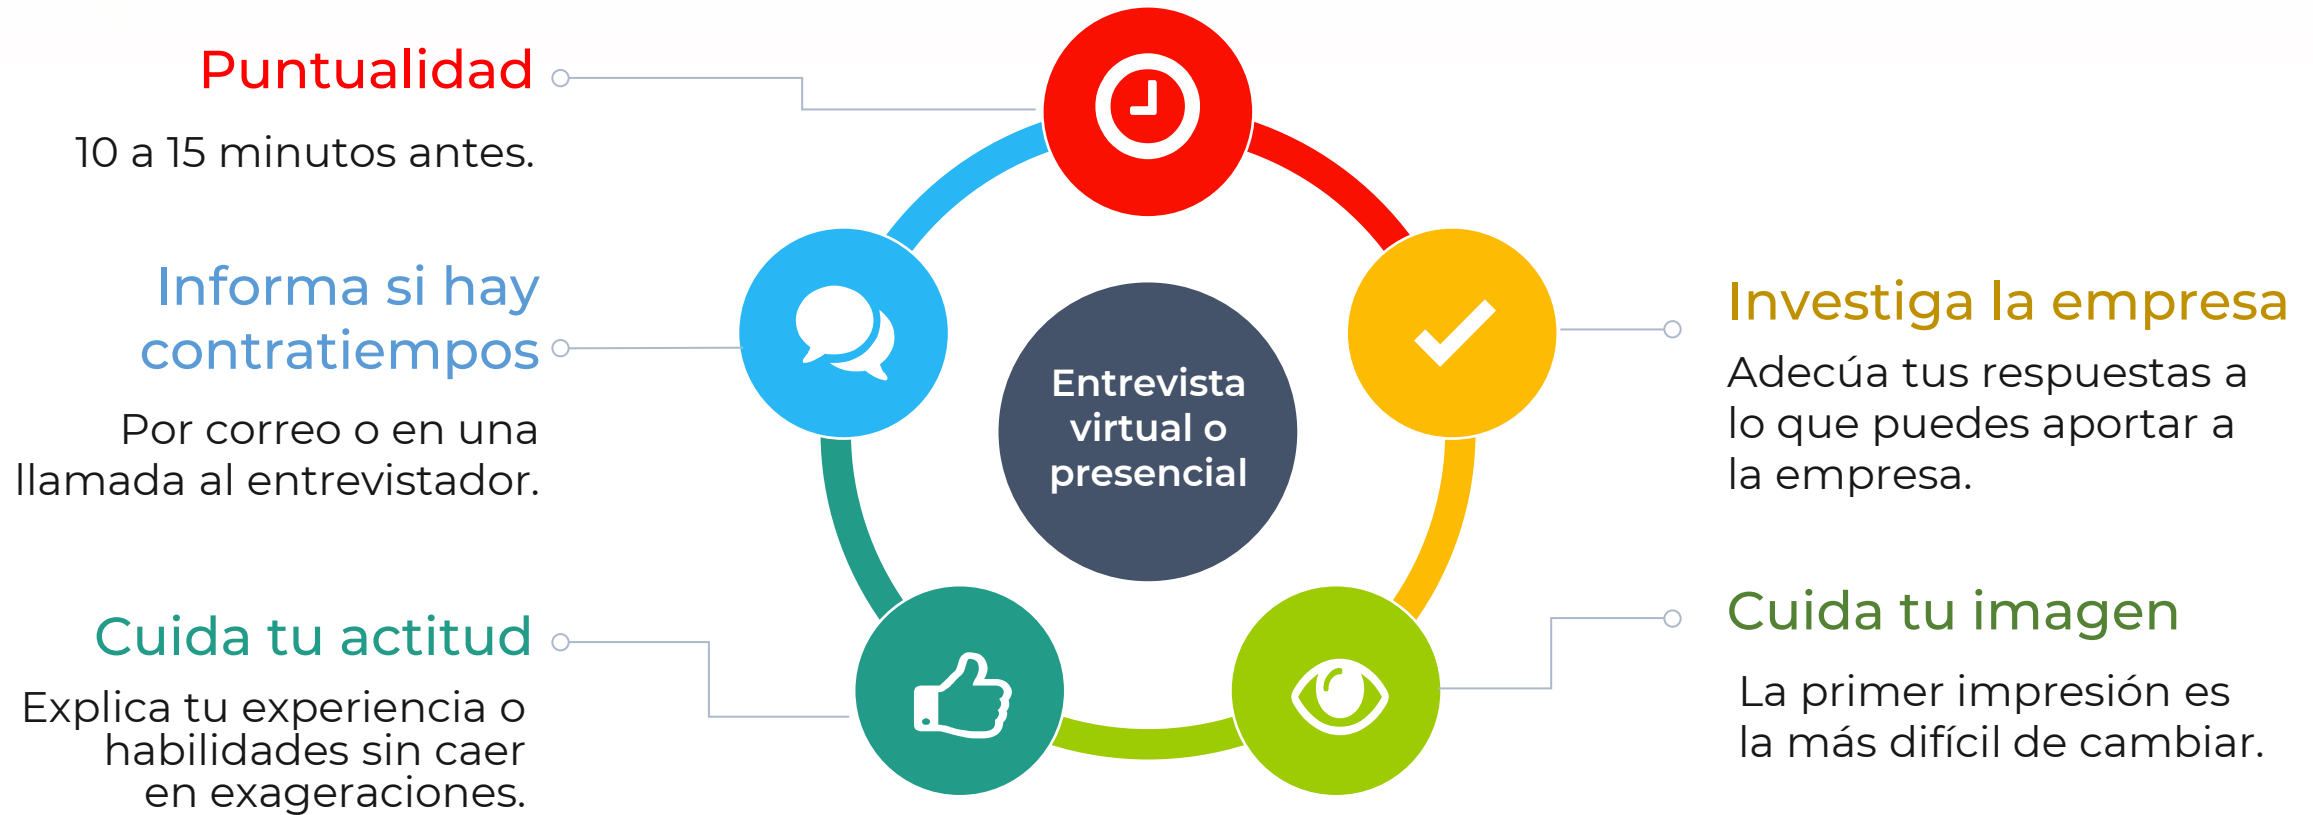 Puntualidad
10 a 15 minutos antes.
Informa si hay
contratiempos
Por correo o en una
llamada al entrevistador.
Cuida tu actitud
Explica tu experiencia o
habilidades sin caer
en exageraciones.
Entrevista
virtual o
presencial
Investiga la empresa
Adecúa tus respuestas a
lo que puedes aportar a
la empresa.
Cuida tu imagen
La primer impresión es
la más difícil de cambiar.